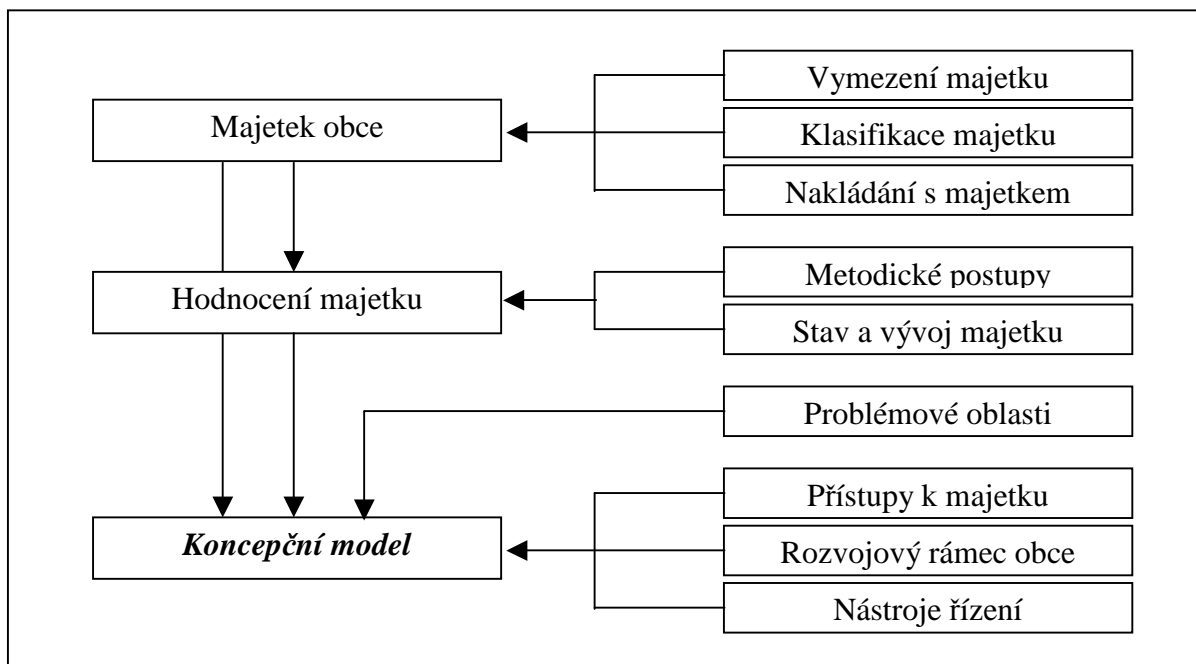 Vymezení majetku
Majetek obce
Klasifikace majetku
Nakládání s majetkem
Hodnocení majetku
Metodické postupy
Stav a vývoj majetku
Problémové oblasti
Přístupy k majetku
Koncepční model
Rozvojový rámec obce
Nástroje řízení